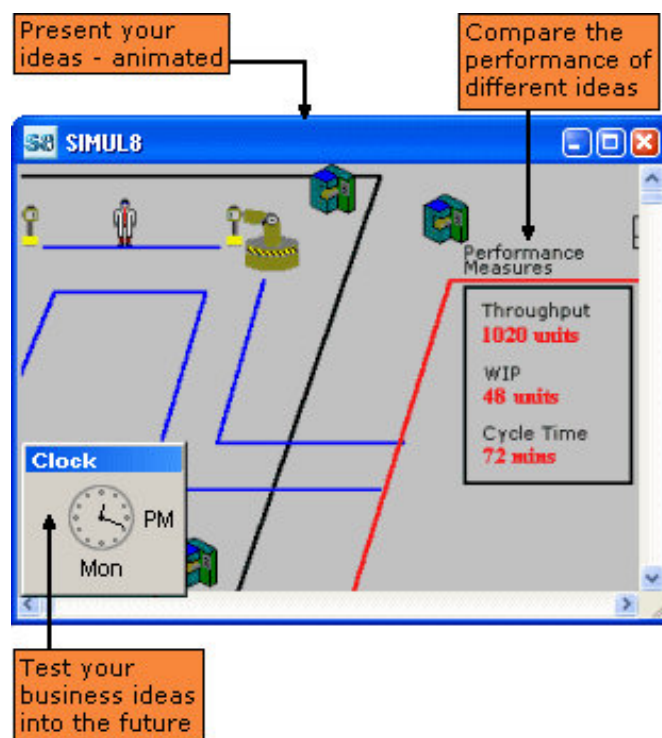 Present your
ideas - animated
Compare the
performance of
different ideas
S8 SIMUL8
Performance
Measures
Throughput
1020 units
WIP
48 units
Cycle Time
72 mins
Clock
PM
Mon
Test your
business ideas
into the future